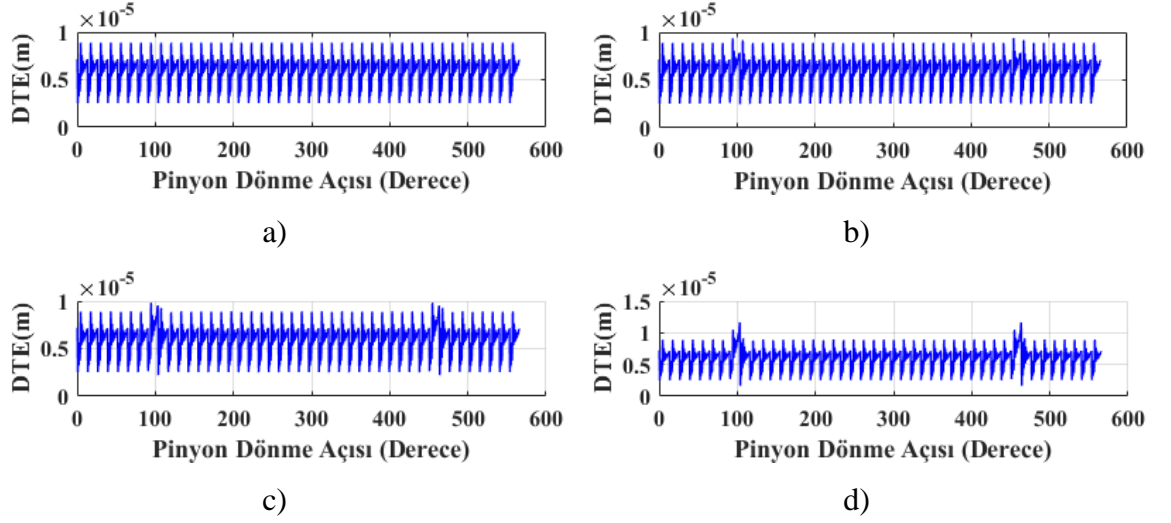 ×10⁻⁵
1
0.5
0
DTE(m)
0 100 200 300 400 500 600
Pinyon Dönme Açısı (Derece)
a)
×10⁻⁵
1
0.5
0
DTE(m)
0 100 200 300 400 500 600
Pinyon Dönme Açısı (Derece)
b)
×10⁻⁵
1
0.5
0
DTE(m)
0 100 200 300 400 500 600
Pinyon Dönme Açısı (Derece)
c)
×10⁻⁵
1.5
1
0.5
0
DTE(m)
0 100 200 300 400 500 600
Pinyon Dönme Açısı (Derece)
d)